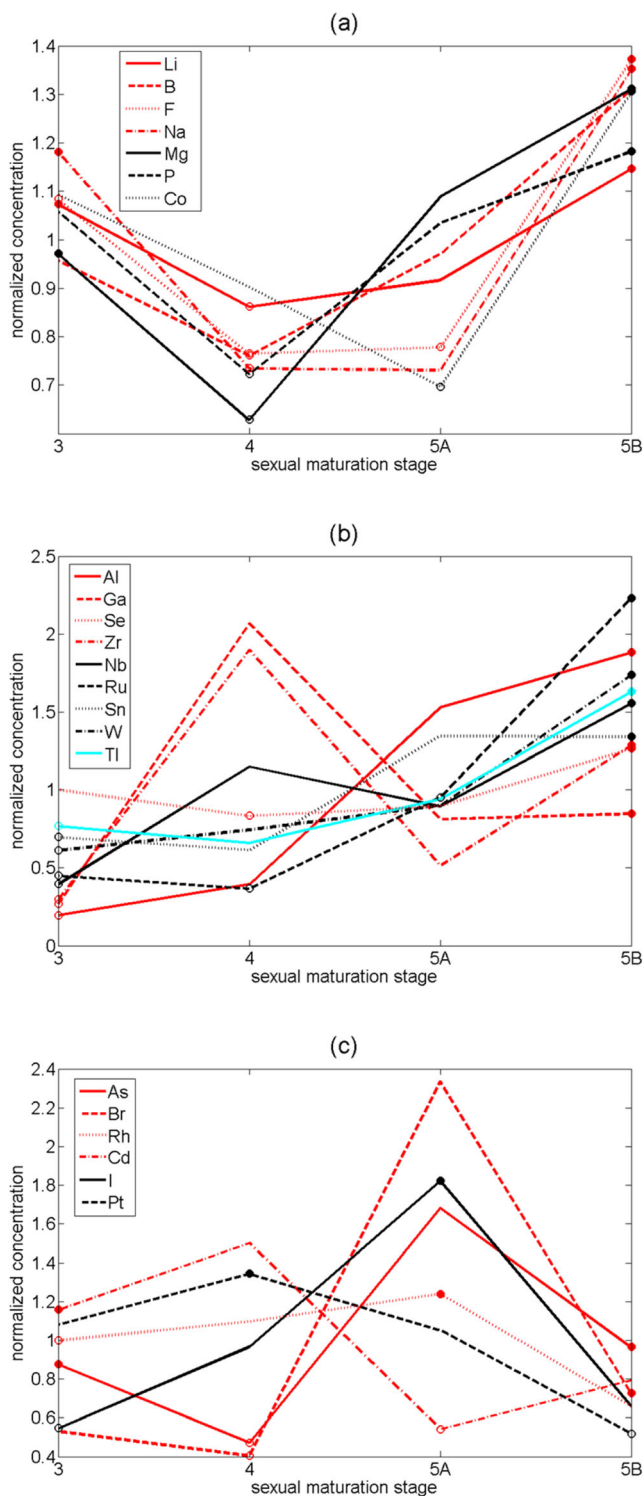 (a)
1.4
1.3
1.2
1.1
1
0.9
0.8
0.7
normalized concentration
Li
B
F
Na
Mg
P
Co
3
4
5A
5B
sexual maturation stage
(b)
2.5
2
1.5
1
0.5
0
normalized concentration
Al
Ga
Se
Zr
Nb
Ru
Sn
W
Tl
3
4
5A
5B
sexual maturation stage
(c)
2.4
2.2
2
1.8
1.6
1.4
1.2
1
0.8
0.6
0.4
normalized concentration
As
Br
Rh
Cd
I
Pt
3
4
5A
5B
sexual maturation stage